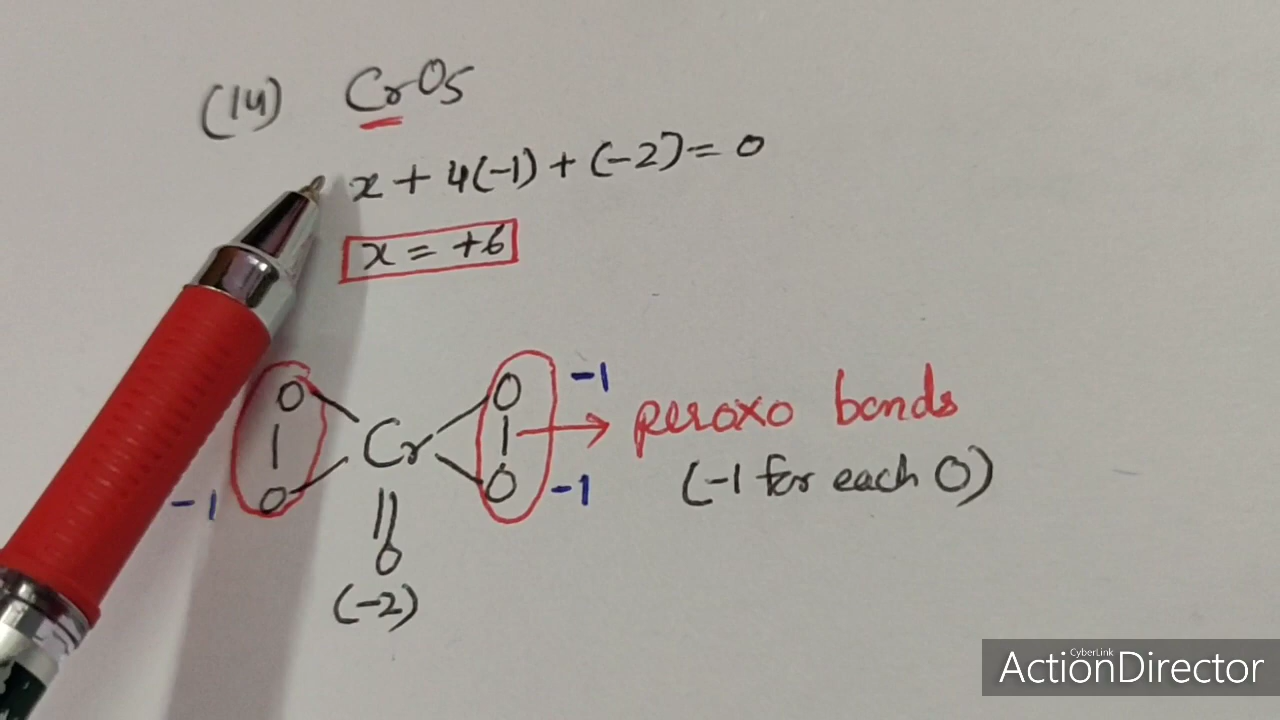 (14) CrO5
x + 4(-1) + (-2) = 0
x = +6
O O -1
Cr → peroxo bonds
-1 O O -1 (-1 for each O)
O
(-2)
CyberLink
ActionDirector